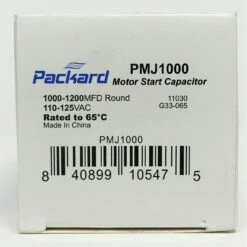 Packard
PMJ1000
Motor Start Capacitor
1000-1200MFD Round
11030
110-125VAC
G33-065
Rated to 65°C
Made In China
PMJ1000
8 40899 10547 5